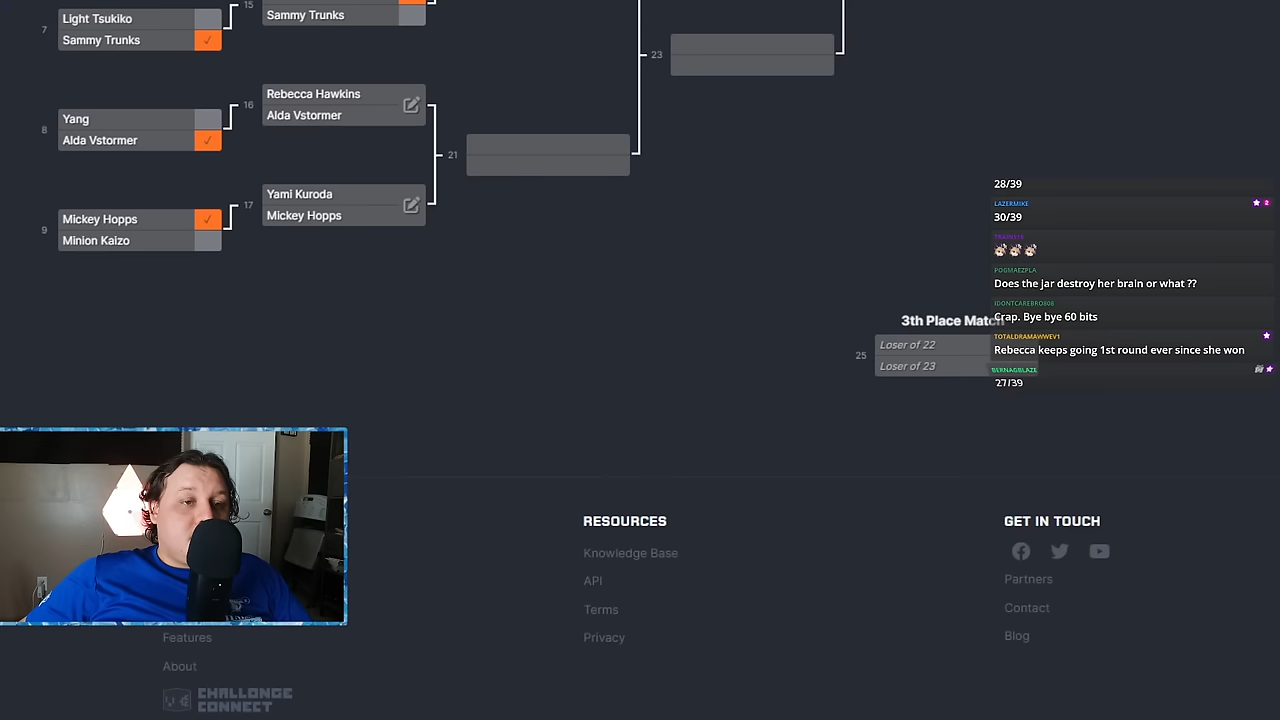 7
Light Tsukiko
Sammy Trunks
15
Sammy Trunks
23
8
Yang
Alda Vstormer
16
Rebecca Hawkins
Alda Vstormer
21
9
Mickey Hopps
Minion Kaizo
17
Yami Kuroda
Mickey Hopps
3th Place Match
25
Loser of 22
Loser of 23
28/39
LAZERMIKE
2
30/39
POGMAEZPLA
Does the jar destroy her brain or what ??
IDONTCAREBRO808
Crap. Bye bye 60 bits
TOTALDRAMAWWEV1
Rebecca keeps going 1st round ever since she won
BERNAGBLAZE
27/39
Features
About
CHALLONGE
CONNECT
RESOURCES
Knowledge Base
API
Terms
Privacy
GET IN TOUCH
Partners
Contact
Blog